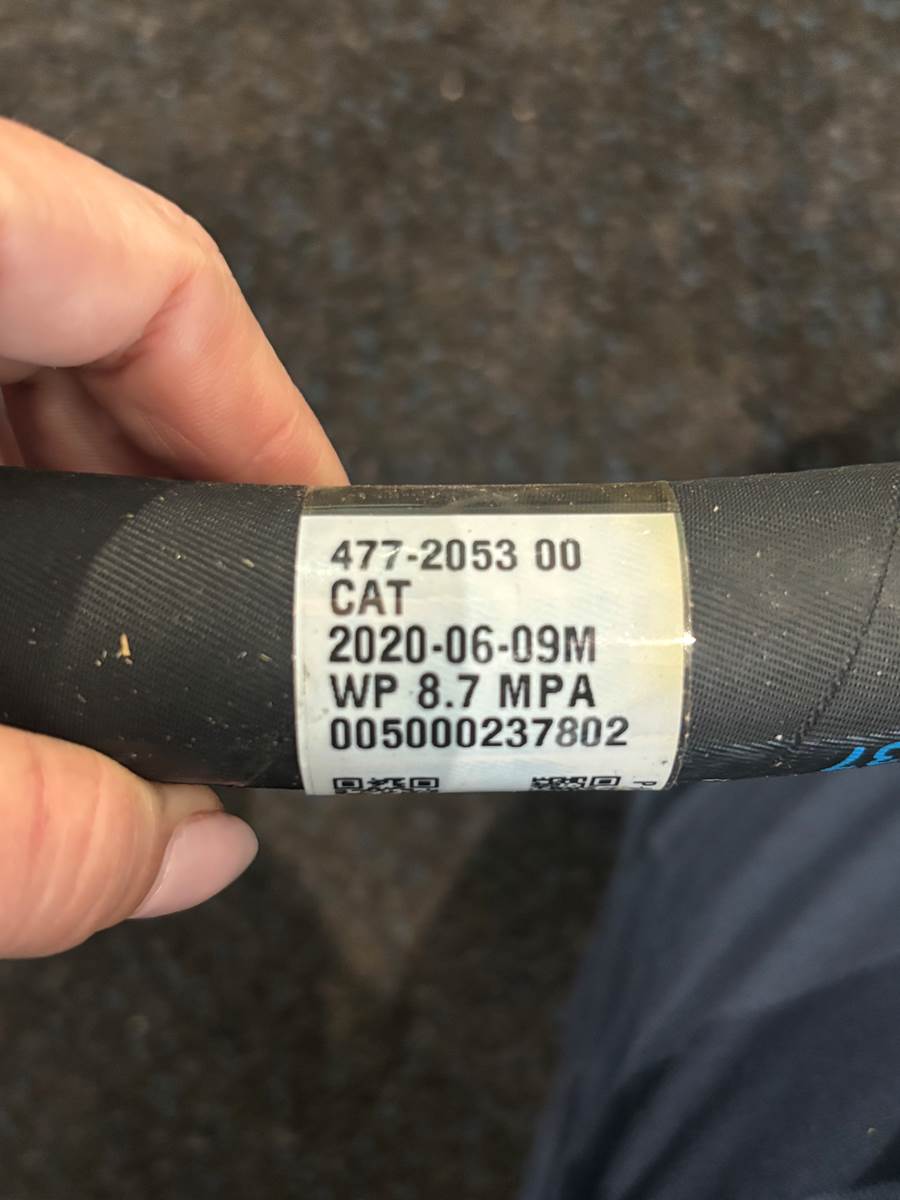 477-2053 00
CAT
2020-06-09M
WP 8.7 MPA
005000237802